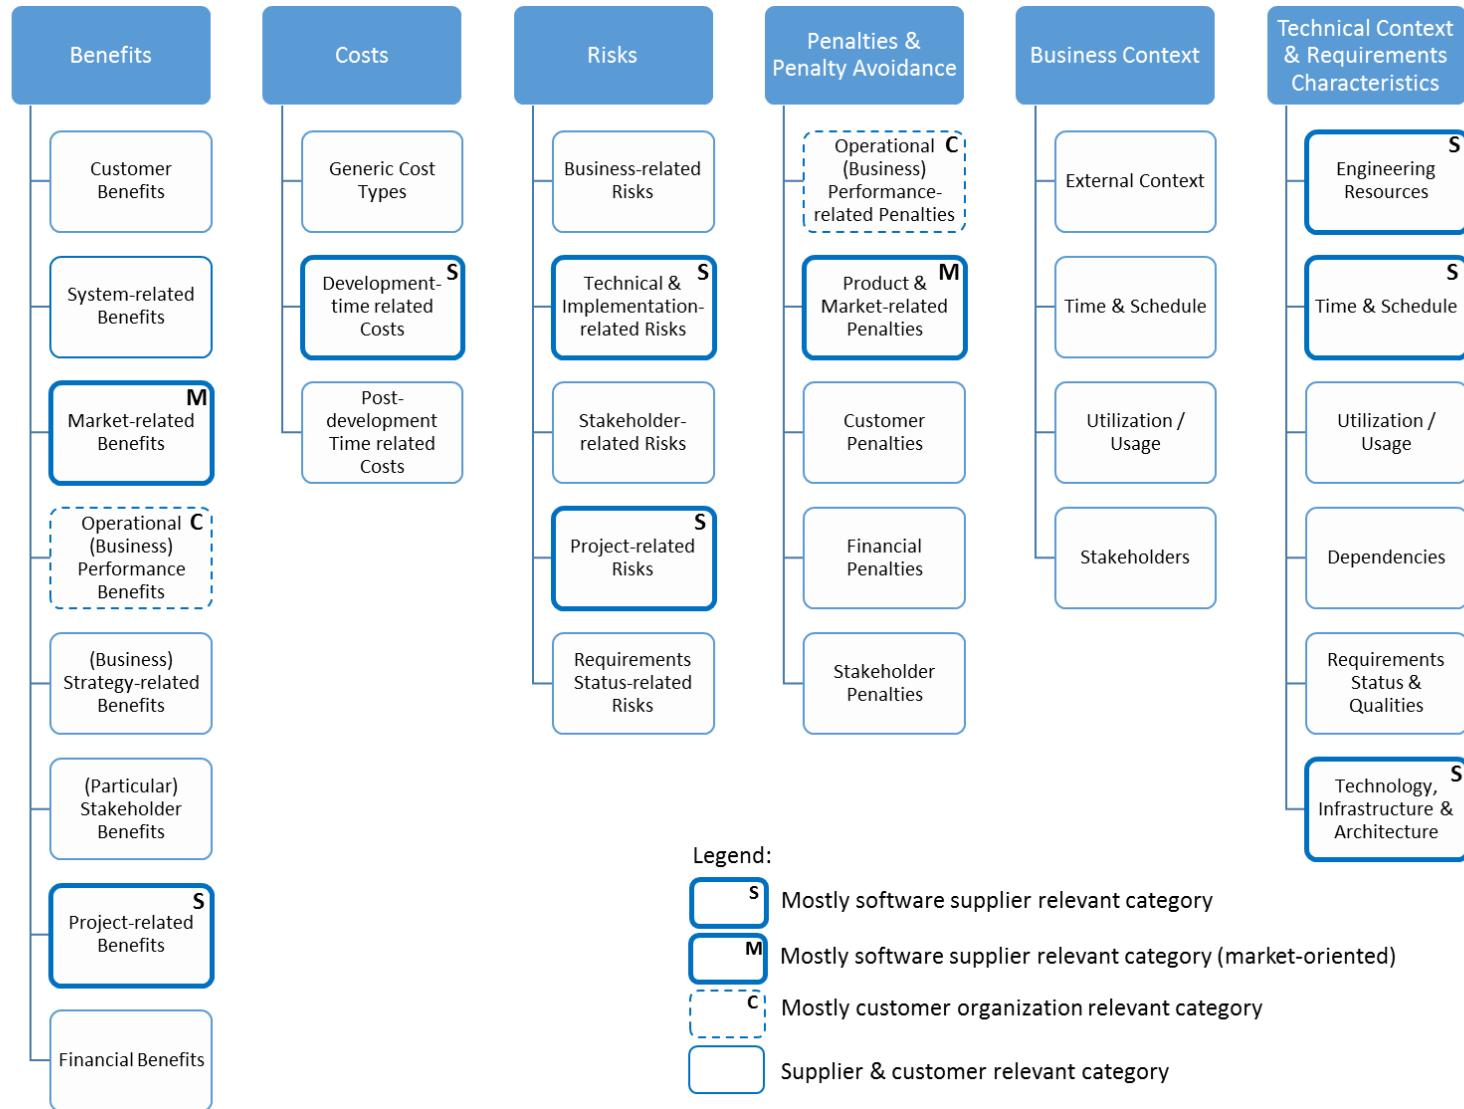 Benefits
Customer
Benefits
System-related
Benefits
M
Market-related
Benefits
Operational C
(Business)
Performance
Benefits
(Business)
Strategy-related
Benefits
(Particular)
Stakeholder
Benefits
S
Project-related
Benefits
Financial Benefits
Costs
Generic Cost
Types
S
Development-
time related
Costs
Post-
development
Time related
Costs
Risks
Business-related
Risks
S
Technical &
Implementation-
related Risks
Stakeholder-
related Risks
S
Project-related
Risks
Requirements
Status-related
Risks
Penalties &
Penalty Avoidance
Operational C
(Business)
Performance-
related Penalties
M
Product &
Market-related
Penalties
Customer
Penalties
Financial
Penalties
Stakeholder
Penalties
Business Context
External Context
Time & Schedule
Utilization /
Usage
Stakeholders
Technical Context
& Requirements
Characteristics
S
Engineering
Resources
S
Time & Schedule
Utilization /
Usage
Dependencies
Requirements
Status &
Qualities
S
Technology,
Infrastructure &
Architecture
Legend:
S Mostly software supplier relevant category
M Mostly software supplier relevant category (market-oriented)
C Mostly customer organization relevant category
Supplier & customer relevant category